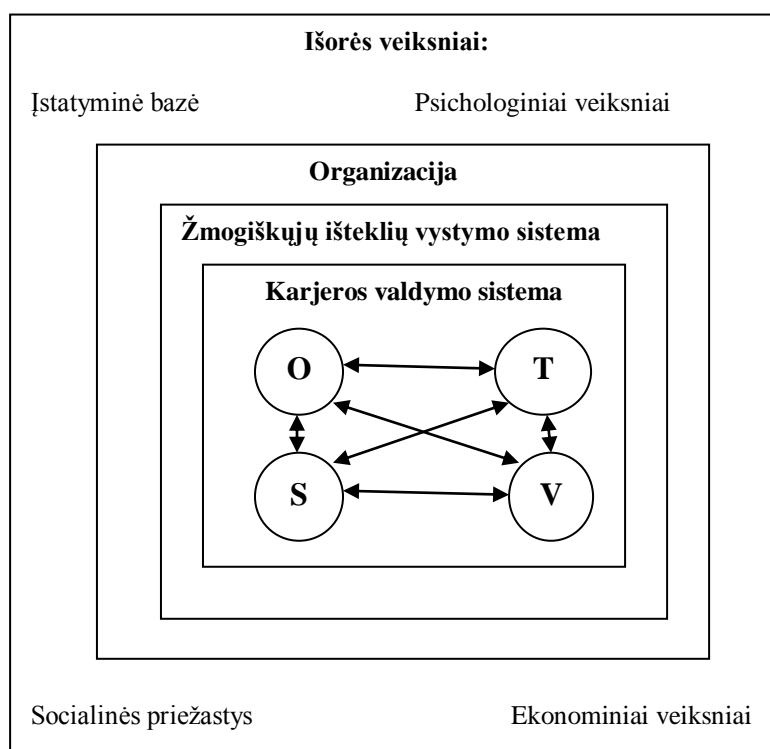 Išorės veiksniai:
Įstatyminė bazė Psichologiniai veiksniai
Organizacija
Žmogiškųjų išteklių vystymo sistema
Karjeros valdymo sistema
O T
S V
Socialinės priežastys Ekonominiai veiksniai